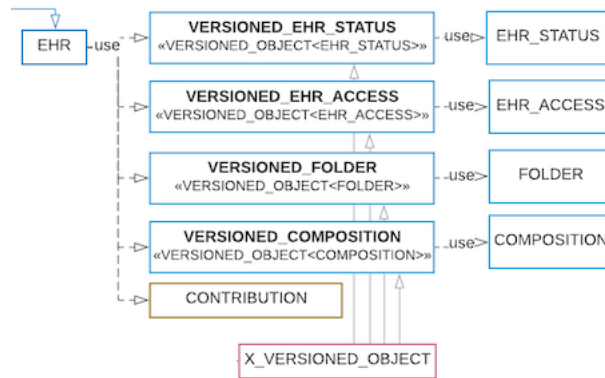 EHR
use
VERSIONED_EHR_STATUS
«VERSIONED_OBJECT<EHR_STATUS>»
use
EHR_STATUS
VERSIONED_EHR_ACCESS
«VERSIONED_OBJECT<EHR_ACCESS>»
use
EHR_ACCESS
VERSIONED_FOLDER
«VERSIONED_OBJECT<FOLDER>»
use
FOLDER
VERSIONED_COMPOSITION
«VERSIONED_OBJECT<COMPOSITION>»
use
COMPOSITION
CONTRIBUTION
X_VERSIONED_OBJECT